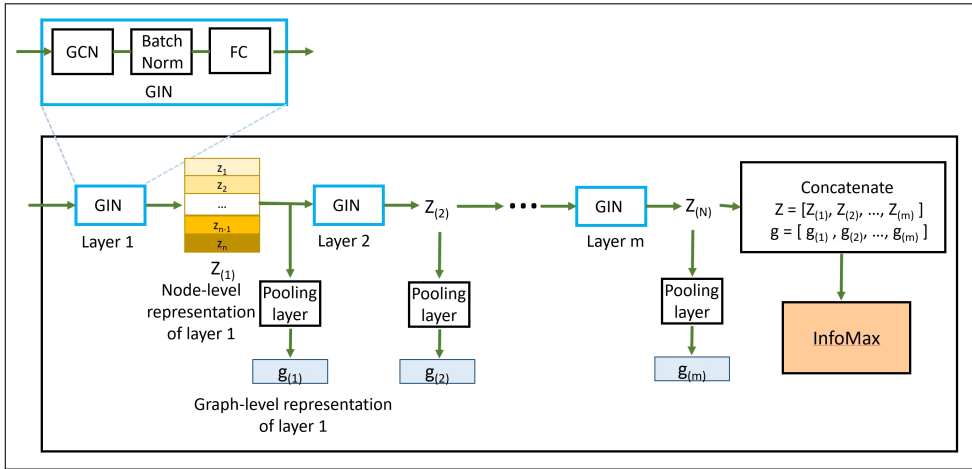 GCN
Batch
Norm
FC
GIN
GIN
Layer 1
z1
z2
...
zn-1
zn
Z(1)
Node-level
representation
of layer 1
Pooling
layer
g(1)
Graph-level representation
of layer 1
GIN
Layer 2
Z(2)
Pooling
layer
g(2)
GIN
Layer m
Z(N)
Pooling
layer
g(m)
Concatenate
Z = [Z(1), Z(2), ..., Z(m) ]
g = [ g(1) , g(2), ..., g(m) ]
InfoMax